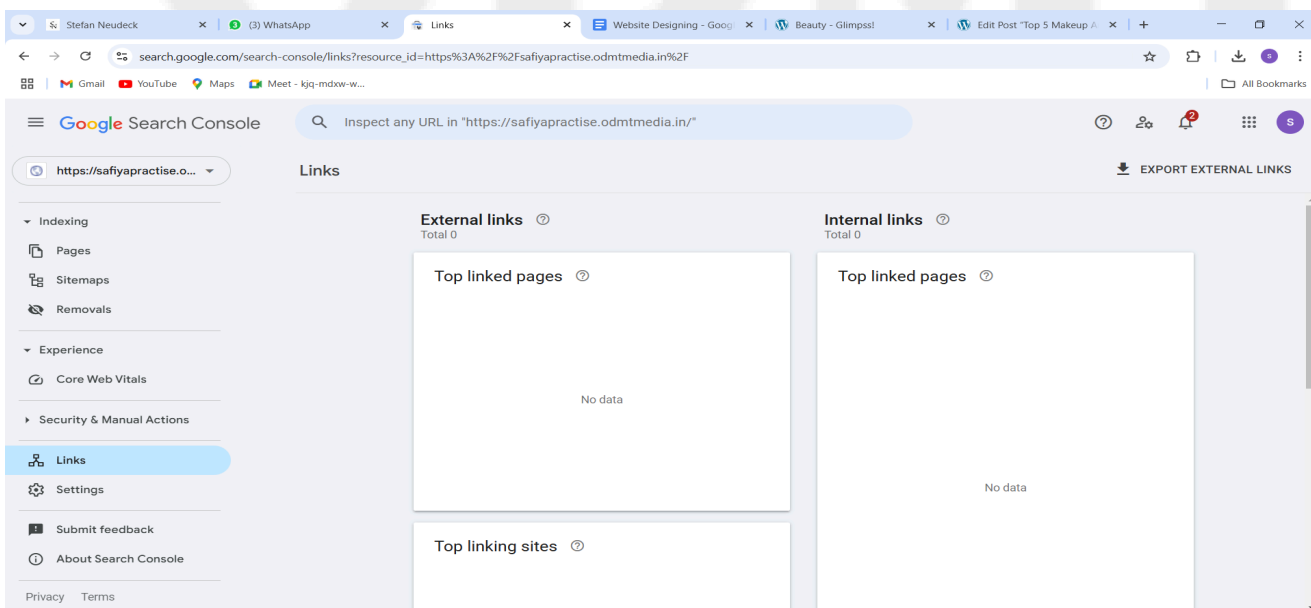 Stefan Neudeck
(3) WhatsApp
Links
Website Designing - Goog
Beauty - Glimpss!
Edit Post "Top 5 Makeup A
search.google.com/search-console/links?resource_id=https%3A%2F%2Fsafiyapractise.odmtmedia.in%2F
Gmail
YouTube
Maps
Meet - kjq-mdxw-w...
All Bookmarks
Google Search Console
Inspect any URL in "https://safiyapractise.odmtmedia.in/"
2
S
https://safiyapractise.o...
Links
EXPORT EXTERNAL LINKS
Indexing
Pages
Sitemaps
Removals
Experience
Core Web Vitals
Security & Manual Actions
Links
Settings
Submit feedback
About Search Console
Privacy Terms
External links
Total 0
Top linked pages
No data
Top linking sites
Internal links
Total 0
Top linked pages
No data